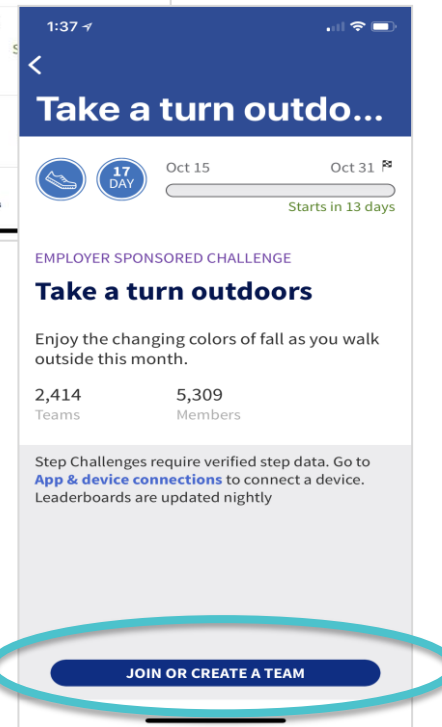 1:37
Take a turn outdo...
17
DAY
Oct 15 Oct 31
Starts in 13 days
EMPLOYER SPONSORED CHALLENGE
Take a turn outdoors
Enjoy the changing colors of fall as you walk
outside this month.
2,414 5,309
Teams Members
Step Challenges require verified step data. Go to
App & device connections to connect a device.
Leaderboards are updated nightly
JOIN OR CREATE A TEAM